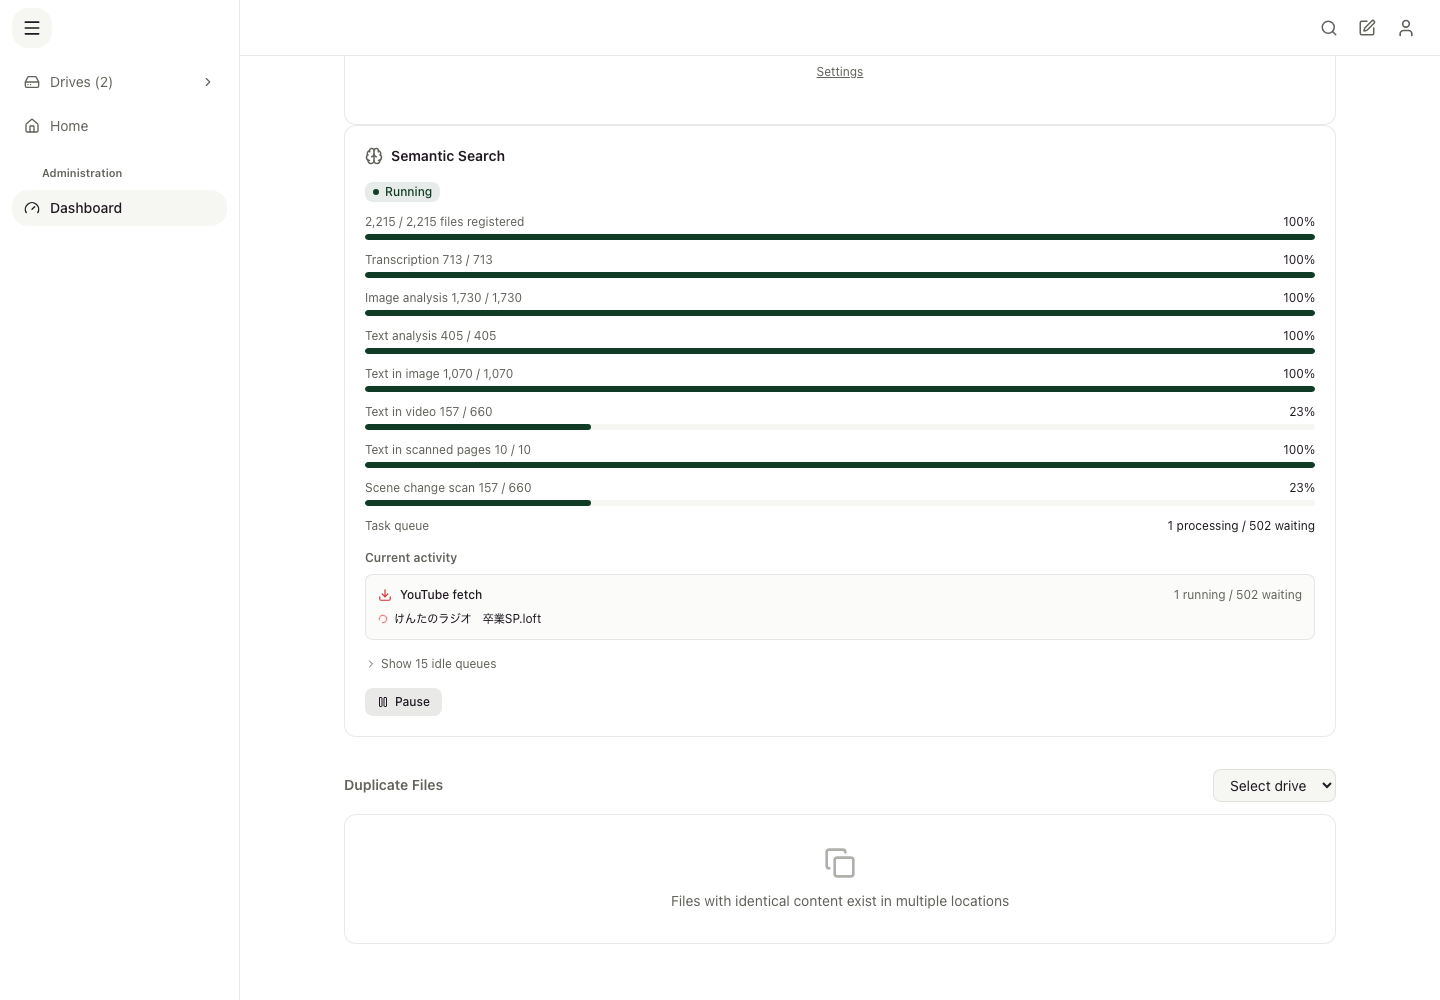 Drives (2)
Home
Administration
Dashboard
Settings
Semantic Search
Running
2,215 / 2,215 files registered 100%
Transcription 713 / 713 100%
Image analysis 1,730 / 1,730 100%
Text analysis 405 / 405 100%
Text in image 1,070 / 1,070 100%
Text in video 157 / 660 23%
Text in scanned pages 10 / 10 100%
Scene change scan 157 / 660 23%
Task queue 1 processing / 502 waiting
Current activity
YouTube fetch 1 running / 502 waiting
けんたのラジオ　卒業SP.loft
Show 15 idle queues
Pause
Duplicate Files Select drive
Files with identical content exist in multiple locations